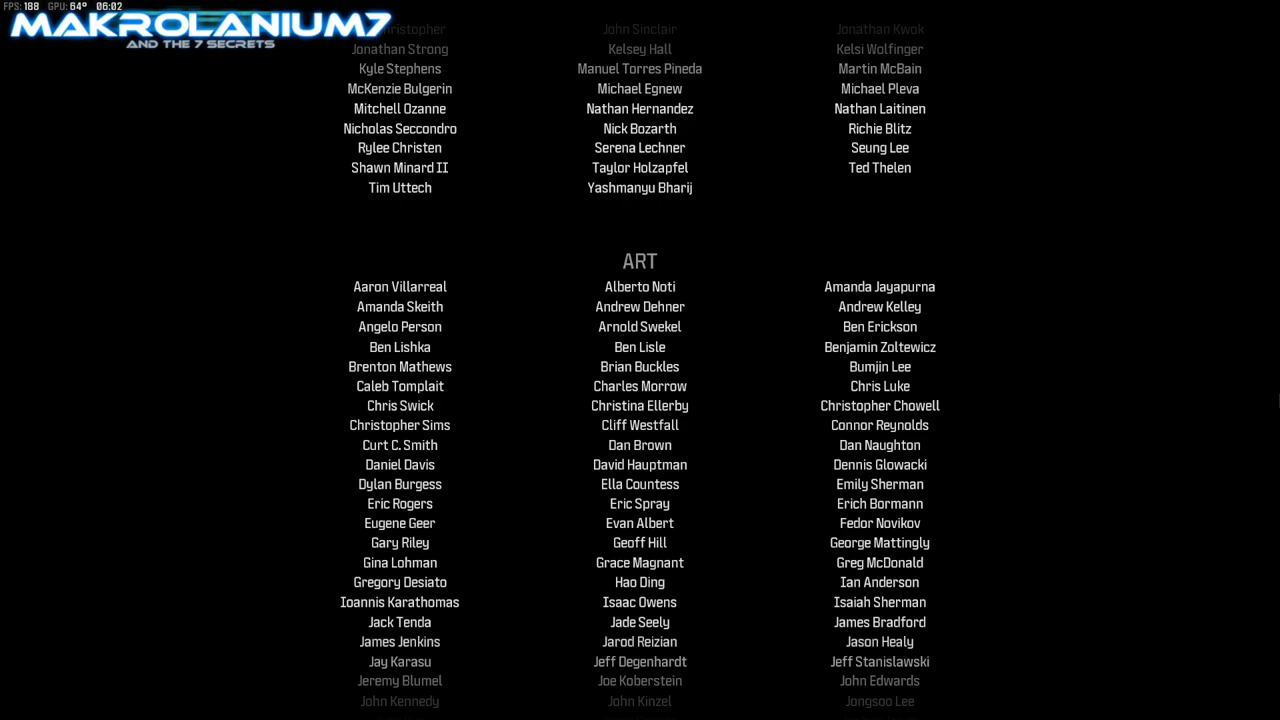 FPS: 188 GPU: 64° 06:02
MAKROLANIUM7
AND THE 7 SECRETS
Christopher John Sinclair Jonathan Kwok
Jonathan Strong Kelsey Hall Kelsi Wolfinger
Kyle Stephens Manuel Torres Pineda Martin McBain
McKenzie Bulgerin Michael Egnew Michael Pleva
Mitchell Ozanne Nathan Hernandez Nathan Laitinen
Nicholas Seccondro Nick Bozarth Richie Blitz
Rylee Christen Serena Lechner Seung Lee
Shawn Minard II Taylor Holzapfel Ted Thelen
Tim Uttech Yashmanyu Bharij
ART
Aaron Villarreal Alberto Noti Amanda Jayapurna
Amanda Skeith Andrew Dehner Andrew Kelley
Angelo Person Arnold Swekel Ben Erickson
Ben Lishka Ben Lisle Benjamin Zoltewicz
Brenton Mathews Brian Buckles Bumjin Lee
Caleb Tomplait Charles Morrow Chris Luke
Chris Swick Christina Ellerby Christopher Chowell
Christopher Sims Cliff Westfall Connor Reynolds
Curt C. Smith Dan Brown Dan Naughton
Daniel Davis David Hauptman Dennis Glowacki
Dylan Burgess Ella Countess Emily Sherman
Eric Rogers Eric Spray Erich Bormann
Eugene Geer Evan Albert Fedor Novikov
Gary Riley Geoff Hill George Mattingly
Gina Lohman Grace Magnant Greg McDonald
Gregory Desiato Hao Ding Ian Anderson
Ioannis Karathomas Isaac Owens Isaiah Sherman
Jack Tenda Jade Seely James Bradford
James Jenkins Jarod Reizian Jason Healy
Jay Karasu Jeff Degenhardt Jeff Stanislawski
Jeremy Blumel Joe Koberstein John Edwards
John Kennedy John Kinzel Jongsoo Lee